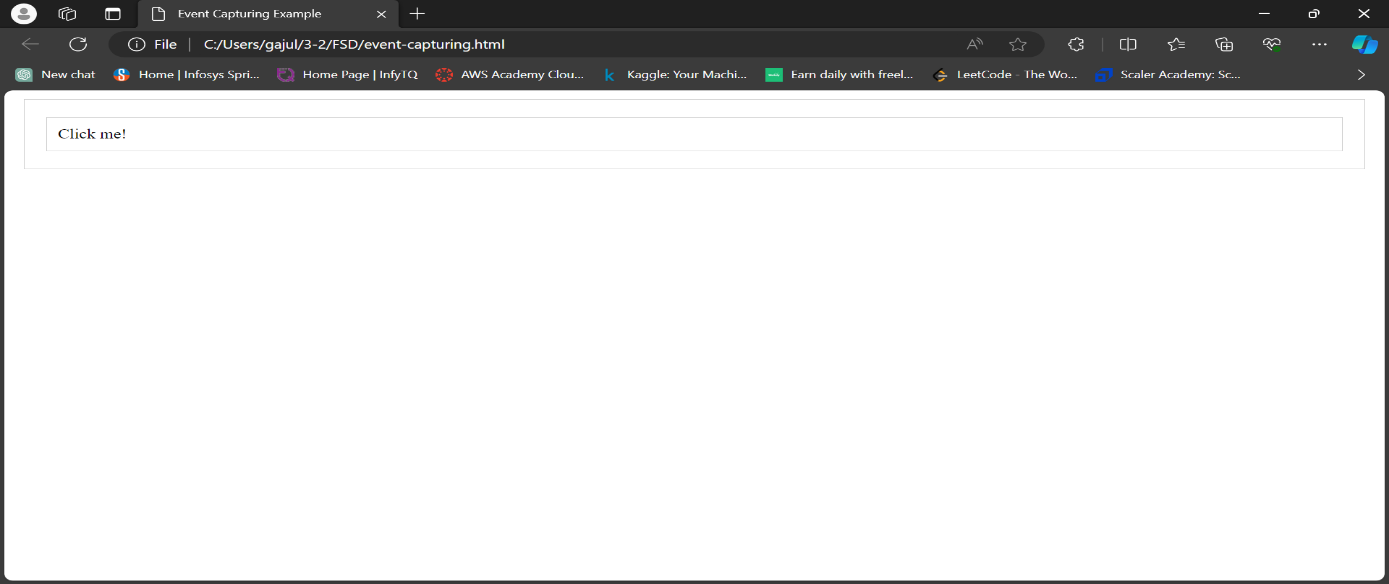 Event Capturing Example
File | C:/Users/gajul/3-2/FSD/event-capturing.html
New chat Home | Infosys Spri... Home Page | InfyTQ AWS Academy Clou... Kaggle: Your Machi... Earn daily with freel... LeetCode - The Wo... Scaler Academy: Sc...
Click me!